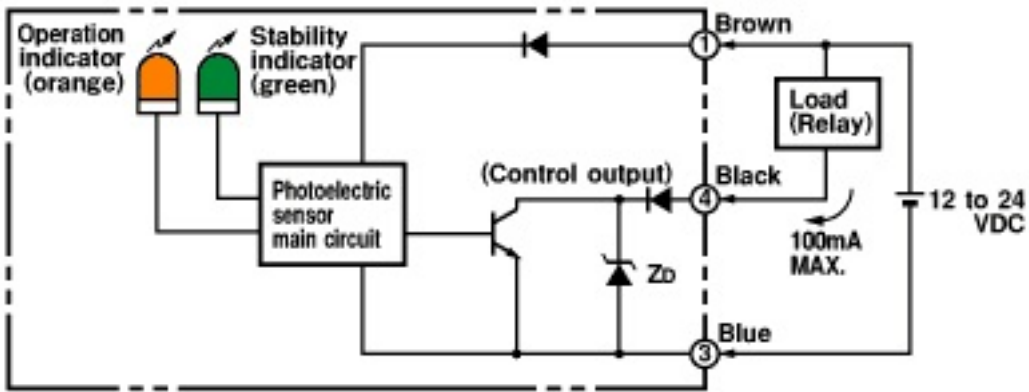 Operation
indicator
(orange)
Stability
indicator
(green)
Brown
1
Load
(Relay)
(Control output)
Black
4
Photoelectric
sensor
main circuit
12 to 24
VDC
100mA
MAX.
ZD
Blue
3